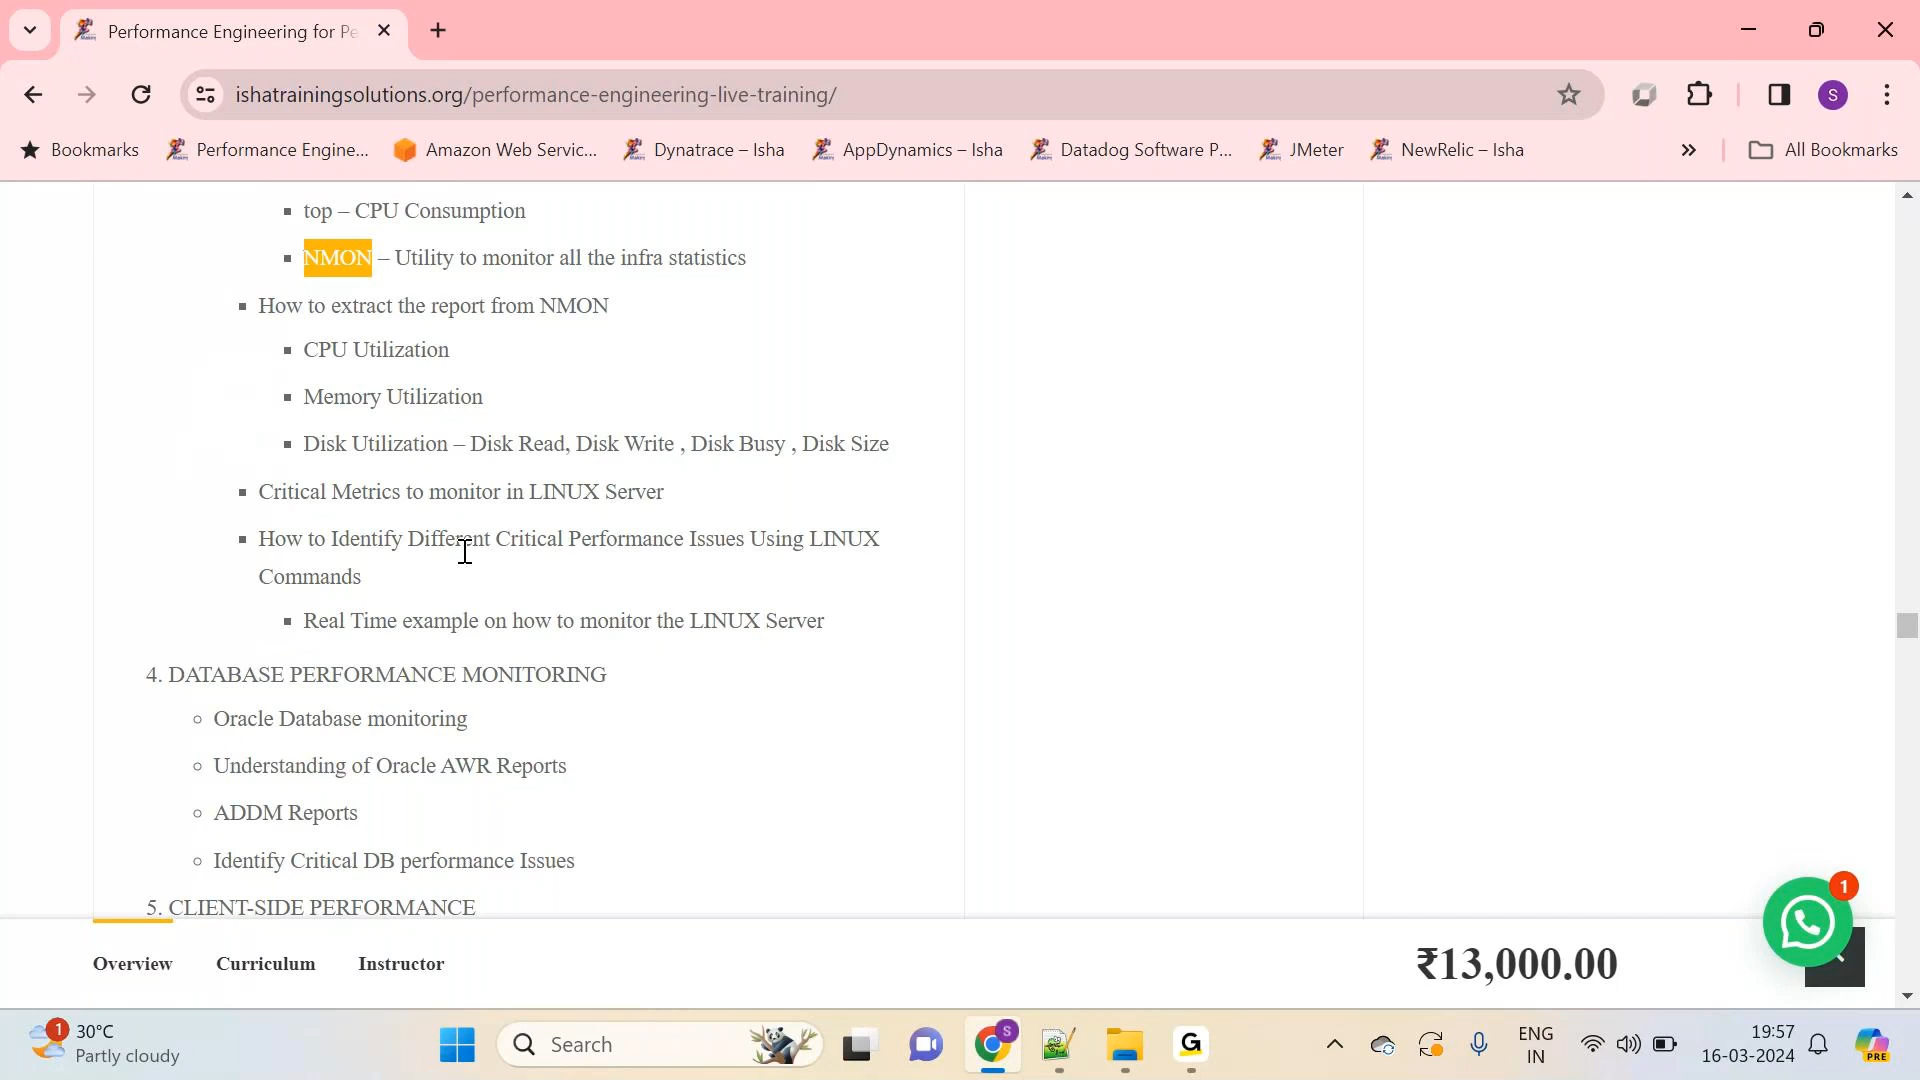 Performance Engineering for Pe
ishatrainingsolutions.org/performance-engineering-live-training/
S
Bookmarks
Performance Engine...
Amazon Web Servic...
Dynatrace – Isha
AppDynamics – Isha
Datadog Software P...
JMeter
NewRelic – Isha
»
All Bookmarks
▪ top – CPU Consumption
▪ NMON – Utility to monitor all the infra statistics
▪ How to extract the report from NMON
▪ CPU Utilization
▪ Memory Utilization
▪ Disk Utilization – Disk Read, Disk Write , Disk Busy , Disk Size
▪ Critical Metrics to monitor in LINUX Server
▪ How to Identify Different Critical Performance Issues Using LINUX
Commands
▪ Real Time example on how to monitor the LINUX Server
4. DATABASE PERFORMANCE MONITORING
○ Oracle Database monitoring
○ Understanding of Oracle AWR Reports
○ ADDM Reports
○ Identify Critical DB performance Issues
5. CLIENT-SIDE PERFORMANCE
1
Overview
Curriculum
Instructor
₹13,000.00
1
30°C
Partly cloudy
Search
S
G
ENG
IN
19:57
16-03-2024
PRE